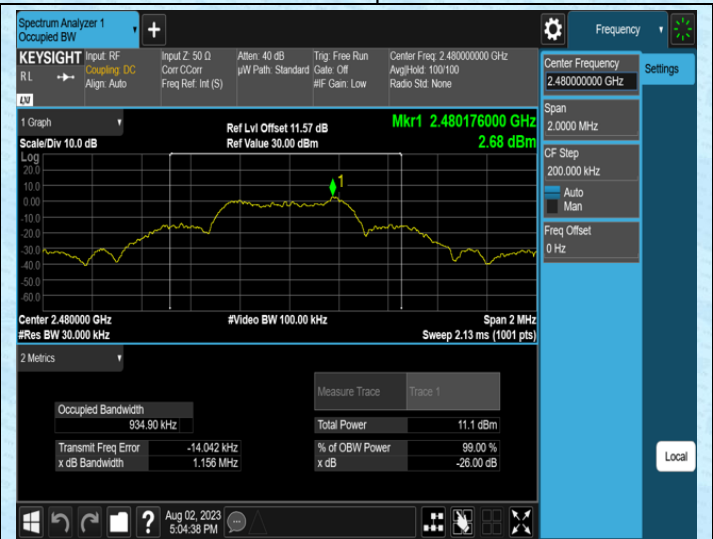 Spectrum Analyzer 1
Occupied BW
Frequency
KEYSIGHT Input: RF Input Z: 50 Ω Atten: 40 dB Trig: Free Run Center Freq: 2.480000000 GHz
RL Coupling: DC Corr CCorr µW Path: Standard Gate: Off Avg|Hold: 100/100
Align: Auto Freq Ref: Int (S) #IF Gain: Low Radio Std: None
LXI
Center Frequency
2.480000000 GHz
Settings
Span
2.0000 MHz
CF Step
200.000 kHz
Auto
Man
Freq Offset
0 Hz
1 Graph
Ref Lvl Offset 11.57 dB
Mkr1 2.480176000 GHz
Scale/Div 10.0 dB
Ref Value 30.00 dBm
2.68 dBm
Log
20.0
10.0
0.00
-10.0
-20.0
-30.0
-40.0
-50.0
-60.0
1
Center 2.480000 GHz #Video BW 100.00 kHz Span 2 MHz
#Res BW 30.000 kHz Sweep 2.13 ms (1001 pts)
2 Metrics
Measure Trace Trace 1
Occupied Bandwidth
934.90 kHz
Total Power 11.1 dBm
Transmit Freq Error -14.042 kHz % of OBW Power 99.00 %
x dB Bandwidth 1.156 MHz x dB -26.00 dB
Local
? Aug 02, 2023
5:04:38 PM